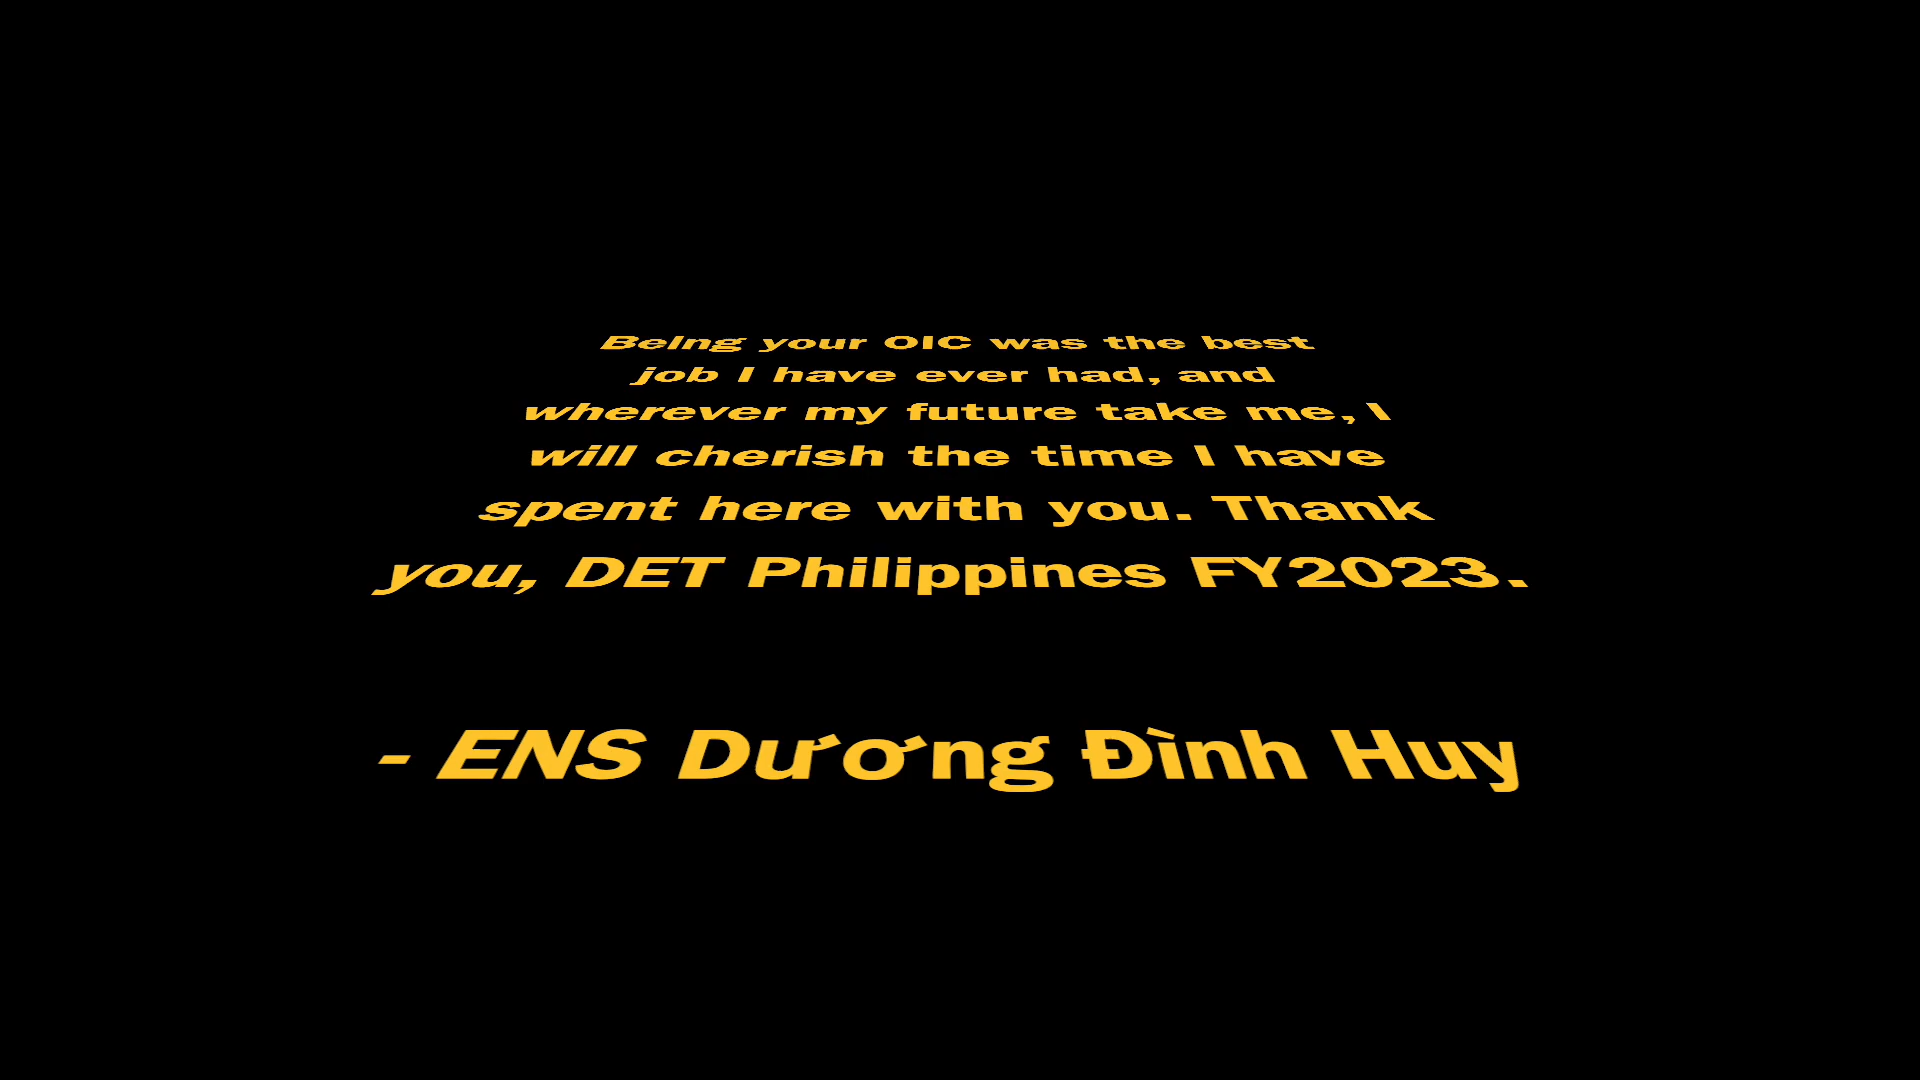 Being your OIC was the best
job I have ever had, and
wherever my future take me, I
will cherish the time I have
spent here with you. Thank
you, DET Philippines FY2023.
- ENS Dương Đình Huy